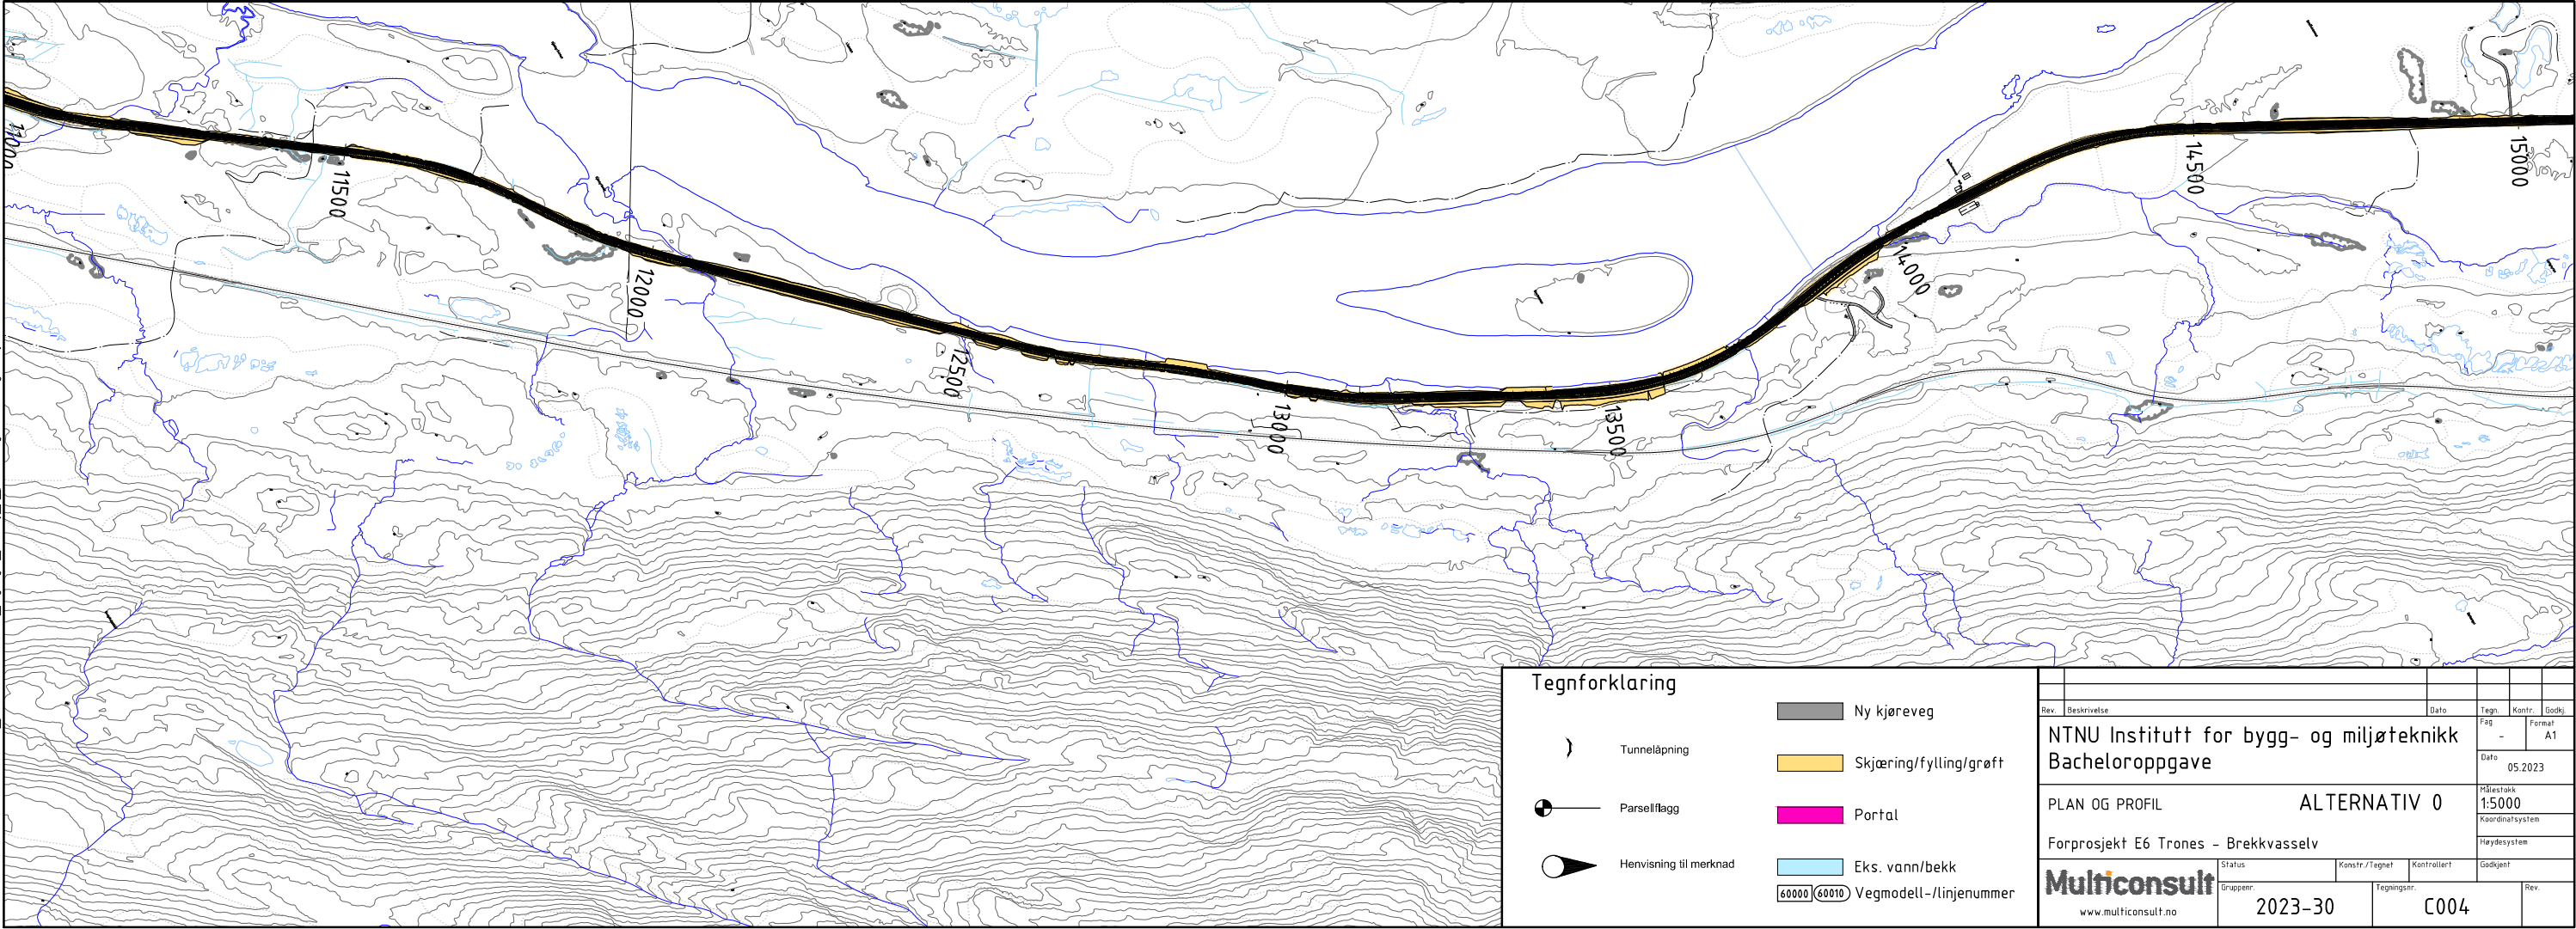 11000
11500
12000
12500
13000
13500
14000
14500
15000
Tegnforklaring
Tunnelåpning
Parsellflagg
Henvisning til merknad
Ny kjøreveg
Skjæring/fylling/grøft
Portal
Eks. vann/bekk
60000 60010 Vegmodell-/linjenummer
Rev. Beskrivelse Dato Tegn. Kontr. Godkj.
NTNU Institutt for bygg- og miljøteknikk
Bacheloroppgave
Fag
-
Format
A1
Dato
05.2023
PLAN OG PROFIL ALTERNATIV 0
Målestokk
1:5000
Koordinatsystem
Forprosjekt E6 Trones - Brekkvasselv
Høydesystem
Multiconsult
www.multiconsult.no
Status
Konstr./Tegnet
Kontrollert
Godkjent
Gruppenr.
2023-30
Tegningsnr.
C004
Rev.